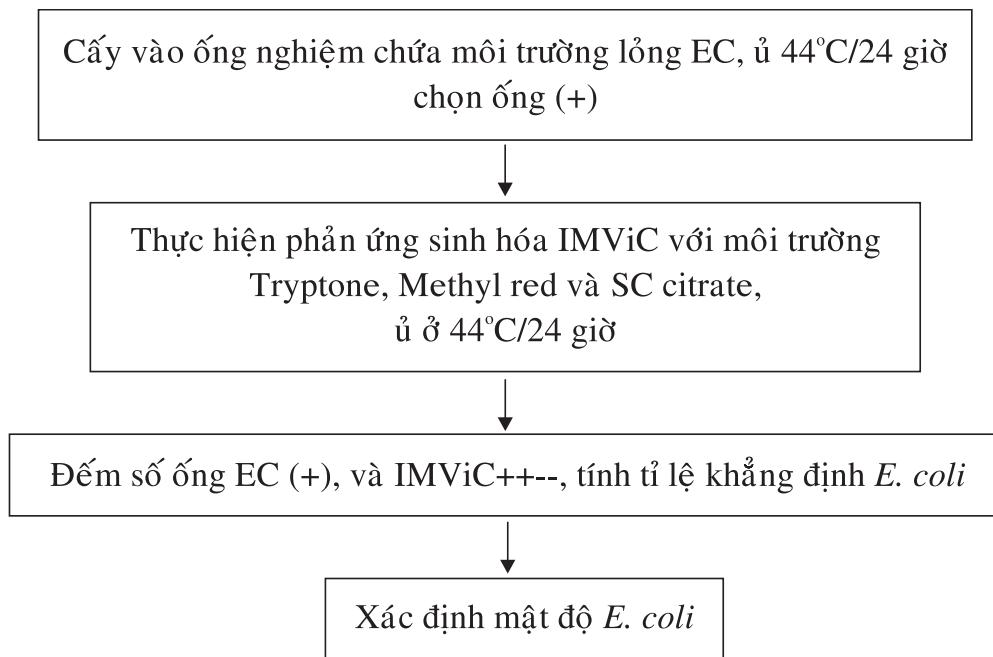 Cấy vào ống nghiệm chứa môi trường lỏng EC, ủ 44°C/24 giờ
chọn ống (+)
Thực hiện phản ứng sinh hóa IMViC với môi trường
Tryptone, Methyl red và SC citrate,
ủ ở 44°C/24 giờ
Đếm số ống EC (+), và IMViC++--, tính tỉ lệ khẳng định E. coli
Xác định mật độ E. coli